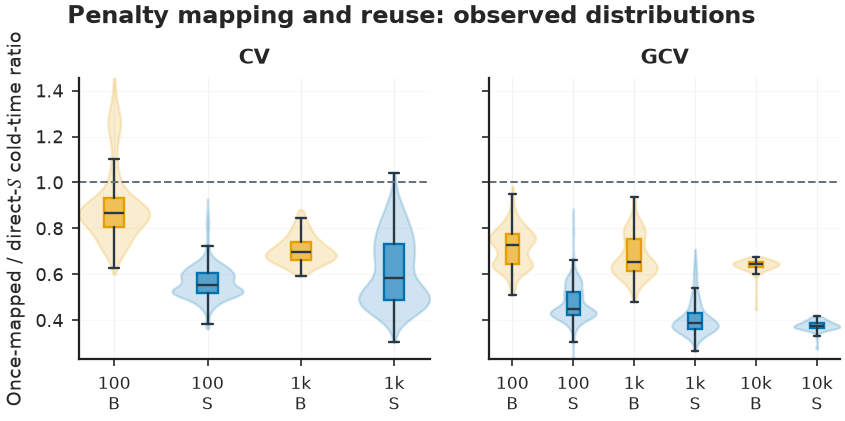 Penalty mapping and reuse: observed distributions
CV
GCV
Once-mapped / direct-S cold-time ratio
1.4
1.2
1.0
0.8
0.6
0.4
100 100 1k 1k
B S B S
100 100 1k 1k 10k 10k
B S B S B S